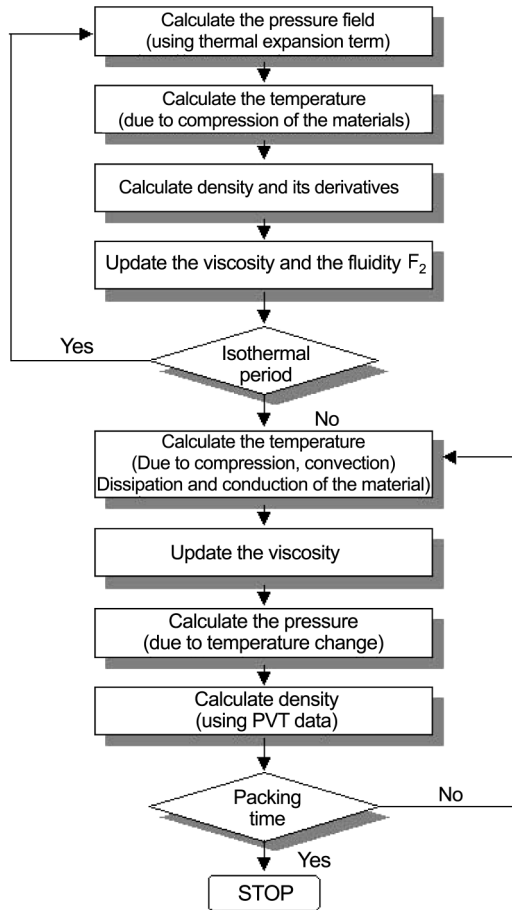 Calculate the pressure field
(using thermal expansion term)
Calculate the temperature
(due to compression of the materials)
Calculate density and its derivatives
Update the viscosity and the fluidity F₂
Yes
Isothermal
period
No
Calculate the temperature
(Due to compression, convection)
Dissipation and conduction of the material)
Update the viscosity
Calculate the pressure
(due to temperature change)
Calculate density
(using PVT data)
Packing
time
No
Yes
STOP